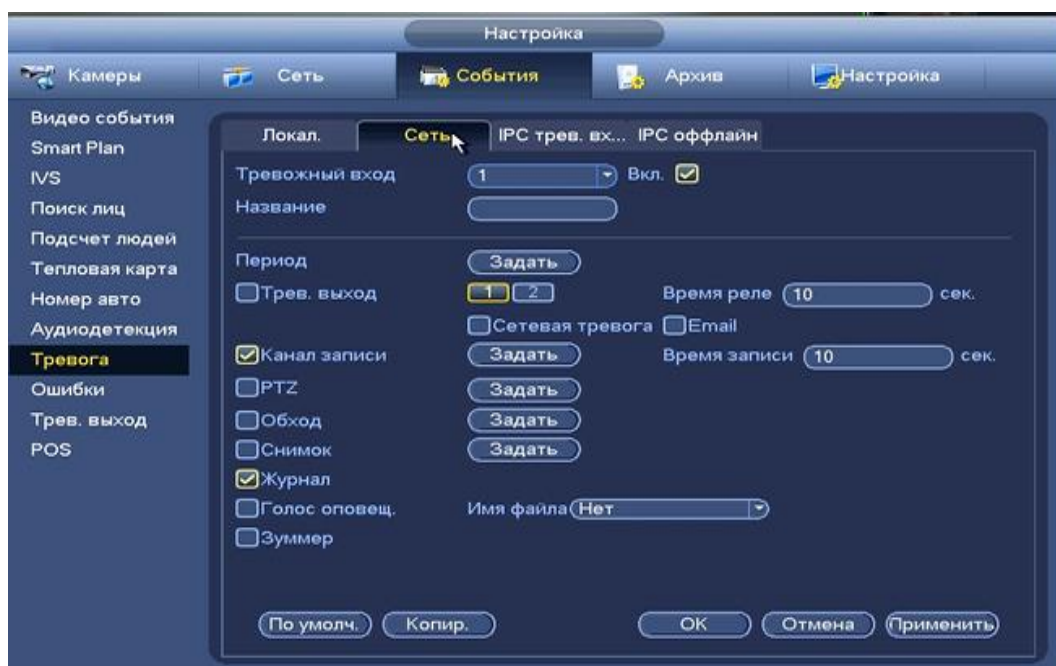 Настройка
Камеры Сеть События Архив Настройка
Видео события
Smart Plan
IVS
Поиск лиц
Подсчет людей
Тепловая карта
Номер авто
Аудиодетекция
Тревога
Ошибки
Трев. выход
POS
Локал. Сеть IPC трев. вх... IPC оффлайн
Тревожный вход 1 Вкл.
Название
Период Задать
Трев. выход 1 2 Время реле 10 сек.
Сетевая тревога Email
Канал записи Задать Время записи 10 сек.
PTZ Задать
Обход Задать
Снимок Задать
Журнал
Голос оповещ. Имя файла Нет
Зуммер
По умолч. Копир. OK Отмена Применить